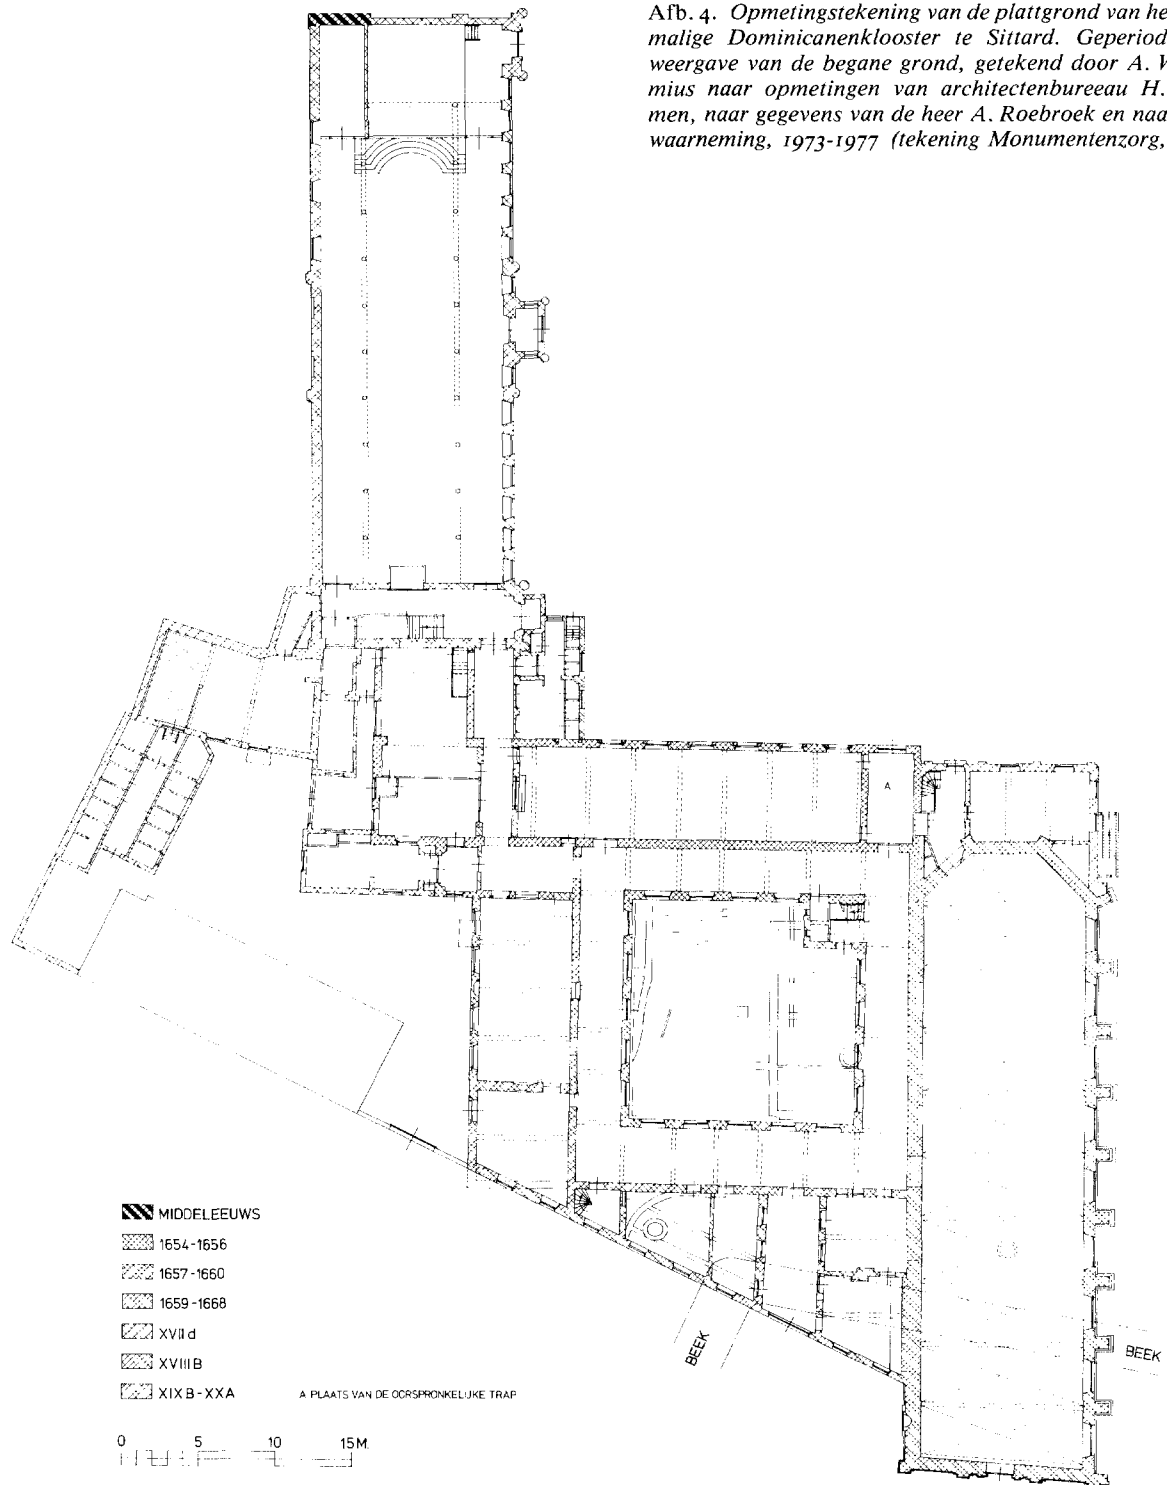 Afb. 4. Opmetingstekening van de plattgrond van he
malige Dominicanenklooster te Sittard. Geperiod
weergave van de begane grond, getekend door A. V
mius naar opmetingen van architectenbureeau H.
men, naar gegevens van de heer A. Roebroek en naa
waarneming, 1973-1977 (tekening Monumentenzorg,
A
MIDDELEEUWS
1654-1656
1657-1660
1659-1668
XVII d
XVIII B
XIX B - XX A
A PLAATS VAN DE OORSPRONKELIJKE TRAP
BEEK
BEEK
0 5 10 15 M.